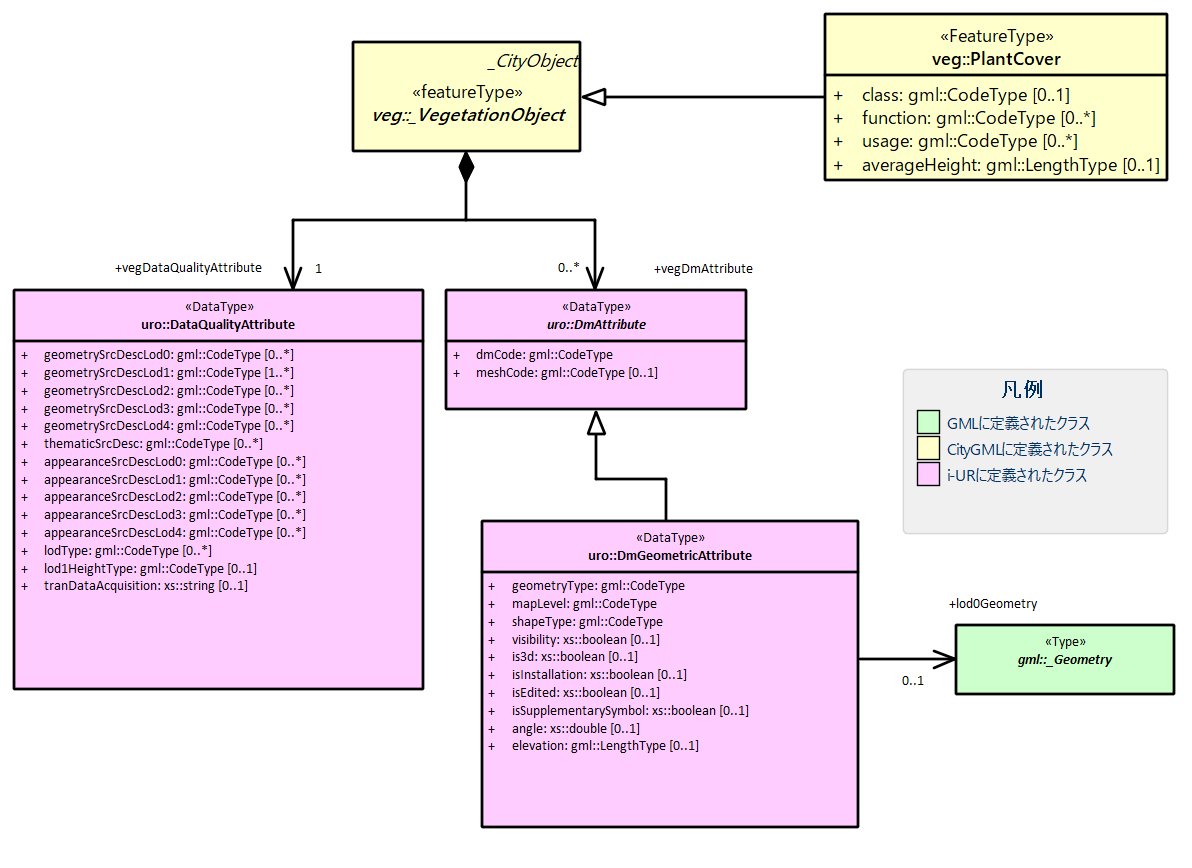 _CityObject
«featureType»
veg::_VegetationObject
«FeatureType»
veg::PlantCover
+ class: gml::CodeType [0..1]
+ function: gml::CodeType [0..*]
+ usage: gml::CodeType [0..*]
+ averageHeight: gml::LengthType [0..1]
+vegDataQualityAttribute
1
0..*
+vegDmAttribute
«DataType»
uro::DataQualityAttribute
+ geometrySrcDescLod0: gml::CodeType [0..*]
+ geometrySrcDescLod1: gml::CodeType [1..*]
+ geometrySrcDescLod2: gml::CodeType [0..*]
+ geometrySrcDescLod3: gml::CodeType [0..*]
+ geometrySrcDescLod4: gml::CodeType [0..*]
+ thematicSrcDesc: gml::CodeType [0..*]
+ appearanceSrcDescLod0: gml::CodeType [0..*]
+ appearanceSrcDescLod1: gml::CodeType [0..*]
+ appearanceSrcDescLod2: gml::CodeType [0..*]
+ appearanceSrcDescLod3: gml::CodeType [0..*]
+ appearanceSrcDescLod4: gml::CodeType [0..*]
+ lodType: gml::CodeType [0..*]
+ lod1HeightType: gml::CodeType [0..1]
+ tranDataAcquisition: xs::string [0..1]
«DataType»
uro::DmAttribute
+ dmCode: gml::CodeType
+ meshCode: gml::CodeType [0..1]
凡例
GMLに定義されたクラス
CityGMLに定義されたクラス
i-URに定義されたクラス
«DataType»
uro::DmGeometricAttribute
+ geometryType: gml::CodeType
+ mapLevel: gml::CodeType
+ shapeType: gml::CodeType
+ visibility: xs::boolean [0..1]
+ is3d: xs::boolean [0..1]
+ isInstallation: xs::boolean [0..1]
+ isEdited: xs::boolean [0..1]
+ isSupplementarySymbol: xs::boolean [0..1]
+ angle: xs::double [0..1]
+ elevation: gml::LengthType [0..1]
+lod0Geometry
0..1
«Type»
gml::_Geometry